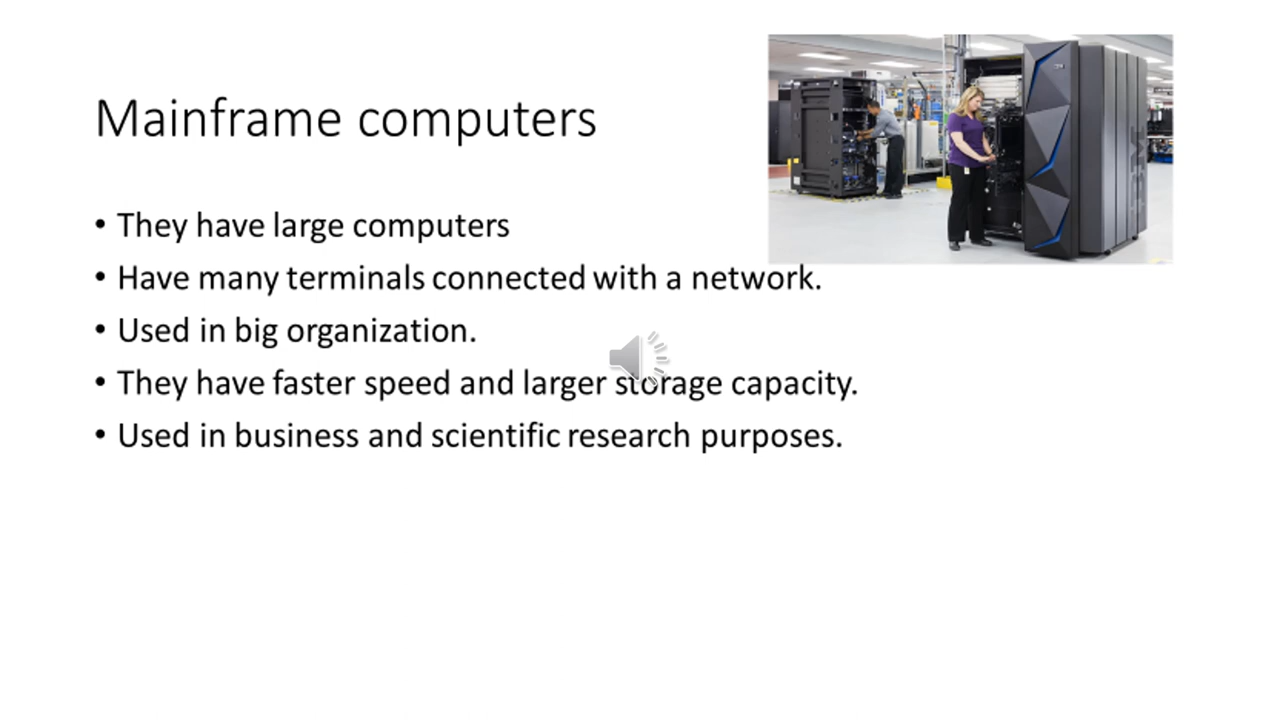 Mainframe computers
• They have large computers
• Have many terminals connected with a network.
• Used in big organization.
• They have faster speed and larger storage capacity.
• Used in business and scientific research purposes.